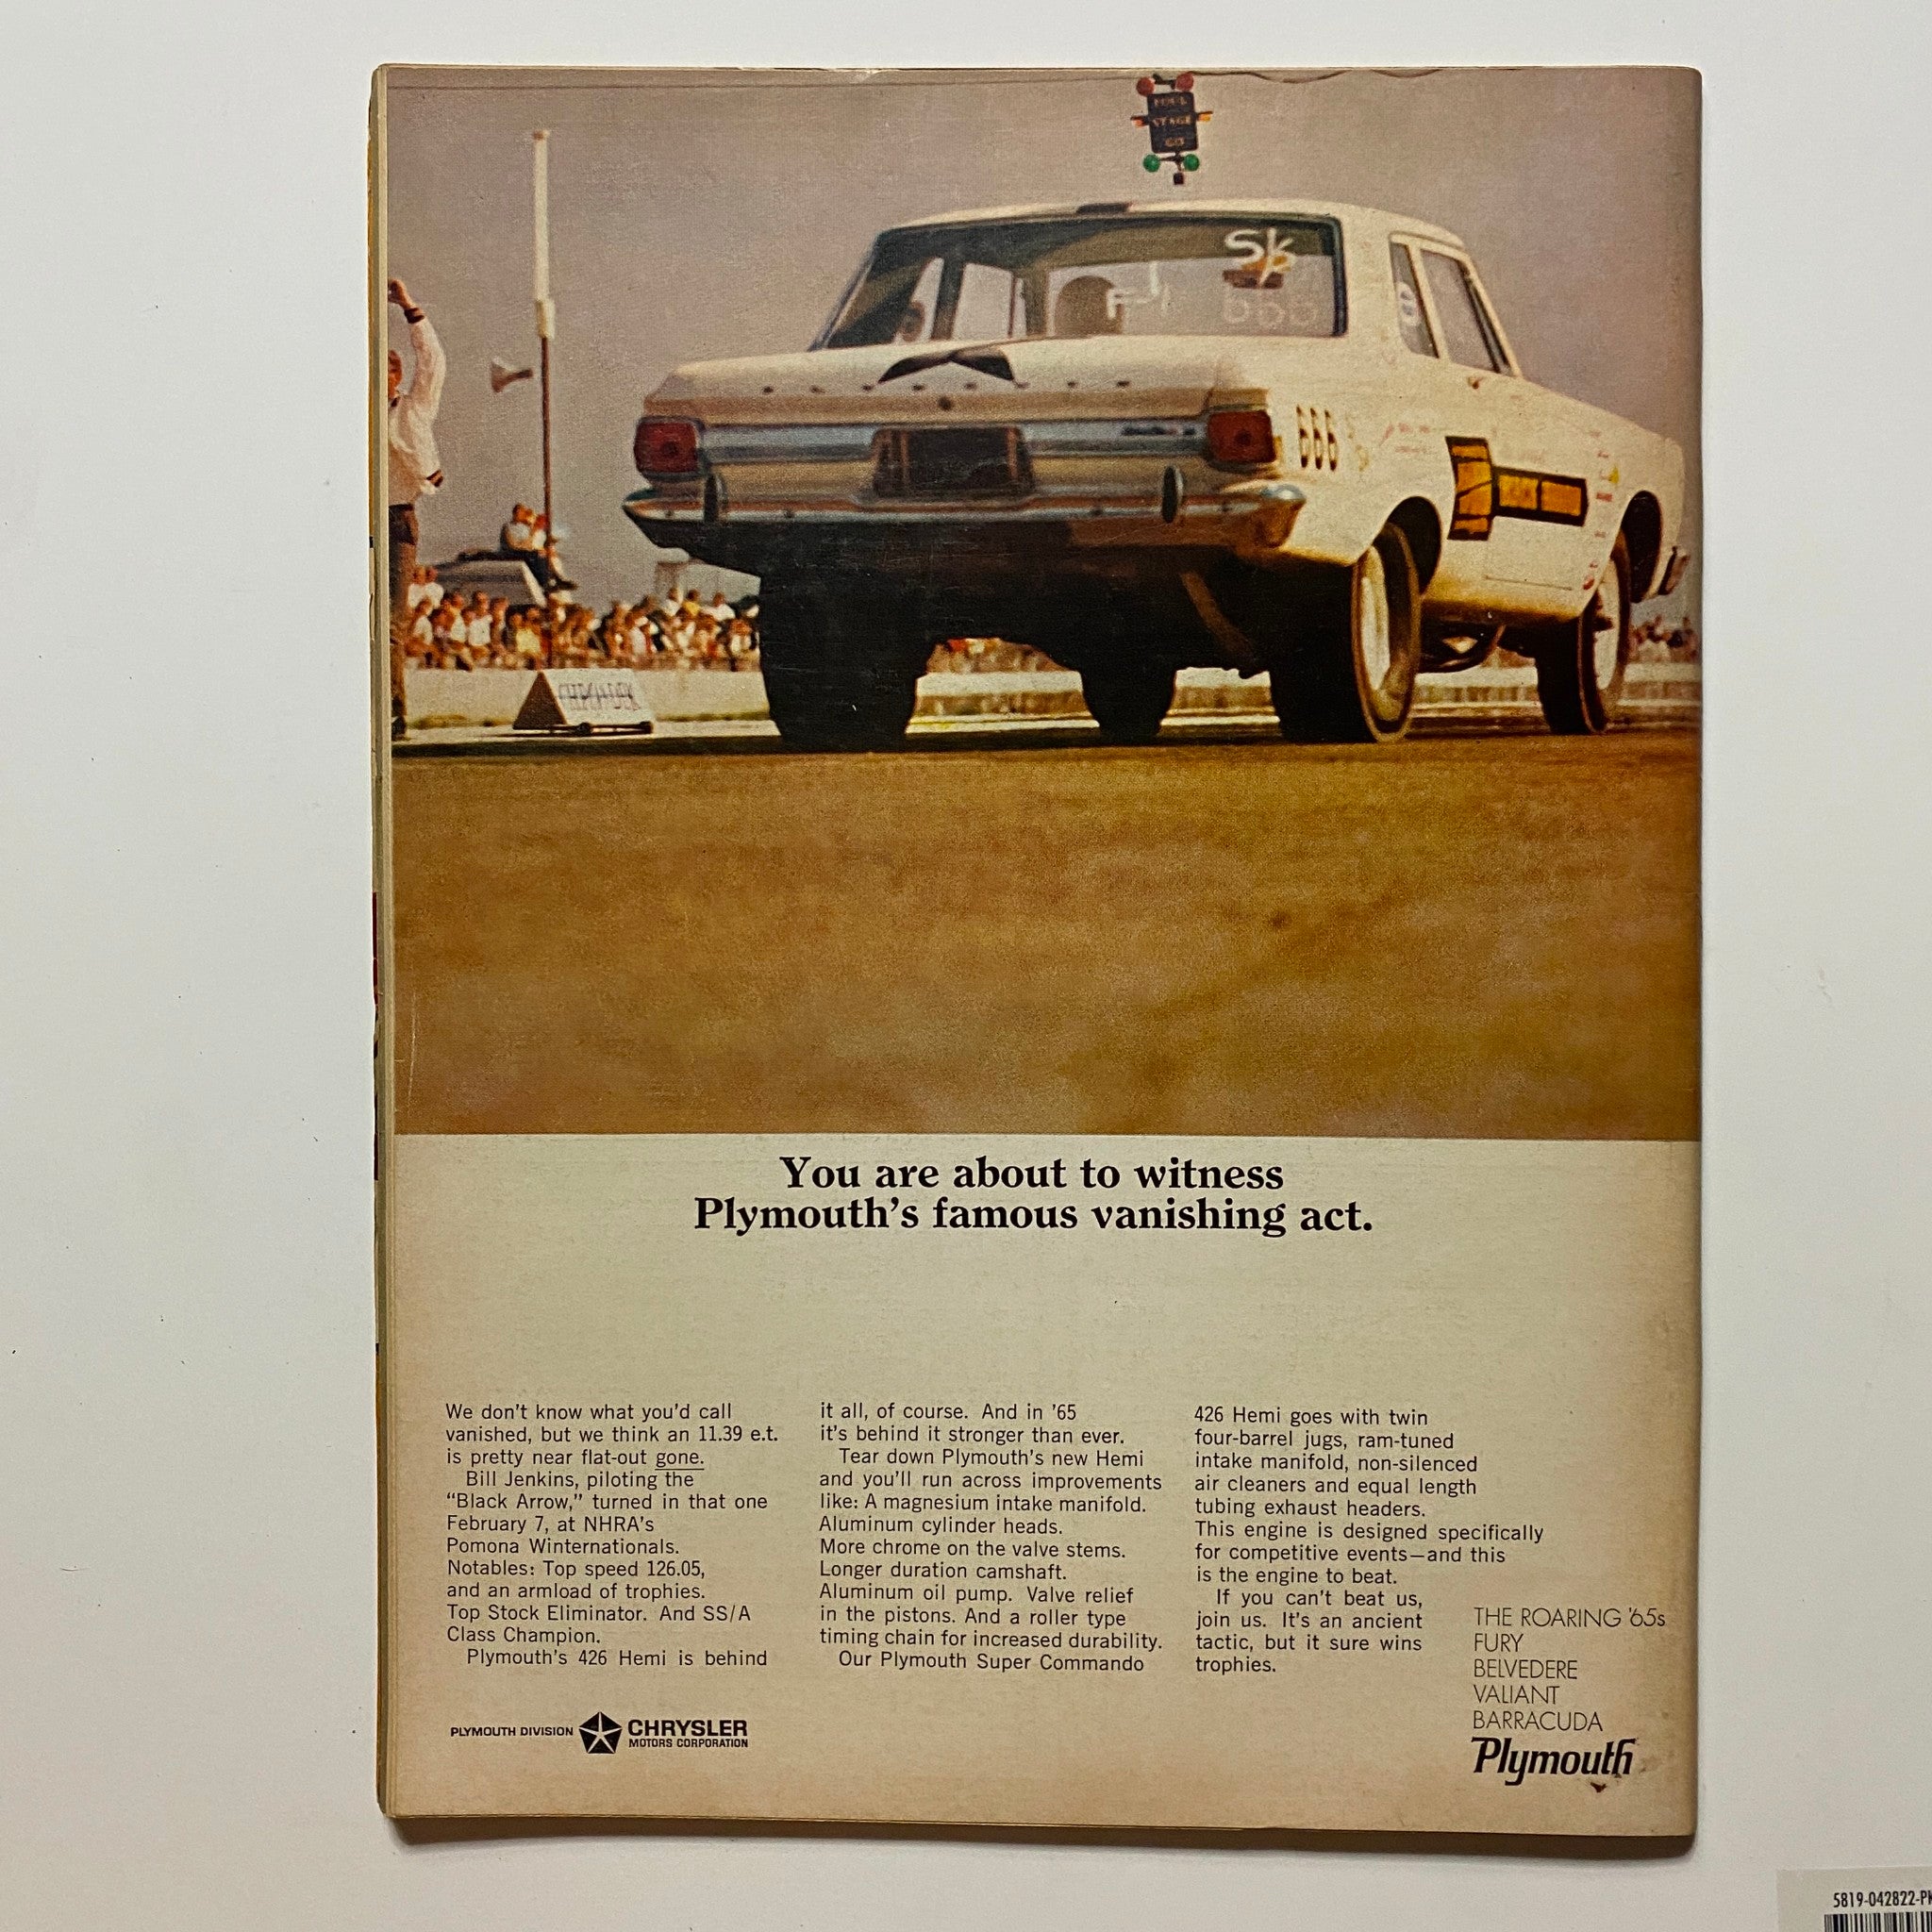 FOUL
STAGE
GO
S/S
666
666
You are about to witness
Plymouth's famous vanishing act.
We don't know what you'd call
vanished, but we think an 11.39 e.t.
is pretty near flat-out gone.
Bill Jenkins, piloting the
“Black Arrow,” turned in that one
February 7, at NHRA's
Pomona Winternationals.
Notables: Top speed 126.05,
and an armload of trophies.
Top Stock Eliminator. And SS/A
Class Champion.
Plymouth's 426 Hemi is behind
it all, of course. And in '65
it's behind it stronger than ever.
Tear down Plymouth's new Hemi
and you'll run across improvements
like: A magnesium intake manifold.
Aluminum cylinder heads.
More chrome on the valve stems.
Longer duration camshaft.
Aluminum oil pump. Valve relief
in the pistons. And a roller type
timing chain for increased durability.
Our Plymouth Super Commando
426 Hemi goes with twin
four-barrel jugs, ram-tuned
intake manifold, non-silenced
air cleaners and equal length
tubing exhaust headers.
This engine is designed specifically
for competitive events—and this
is the engine to beat.
If you can't beat us,
join us. It's an ancient
tactic, but it sure wins
trophies.
THE ROARING '65s
FURY
BELVEDERE
VALIANT
BARRACUDA
Plymouth
PLYMOUTH DIVISION CHRYSLER
MOTORS CORPORATION
5819-042822-P